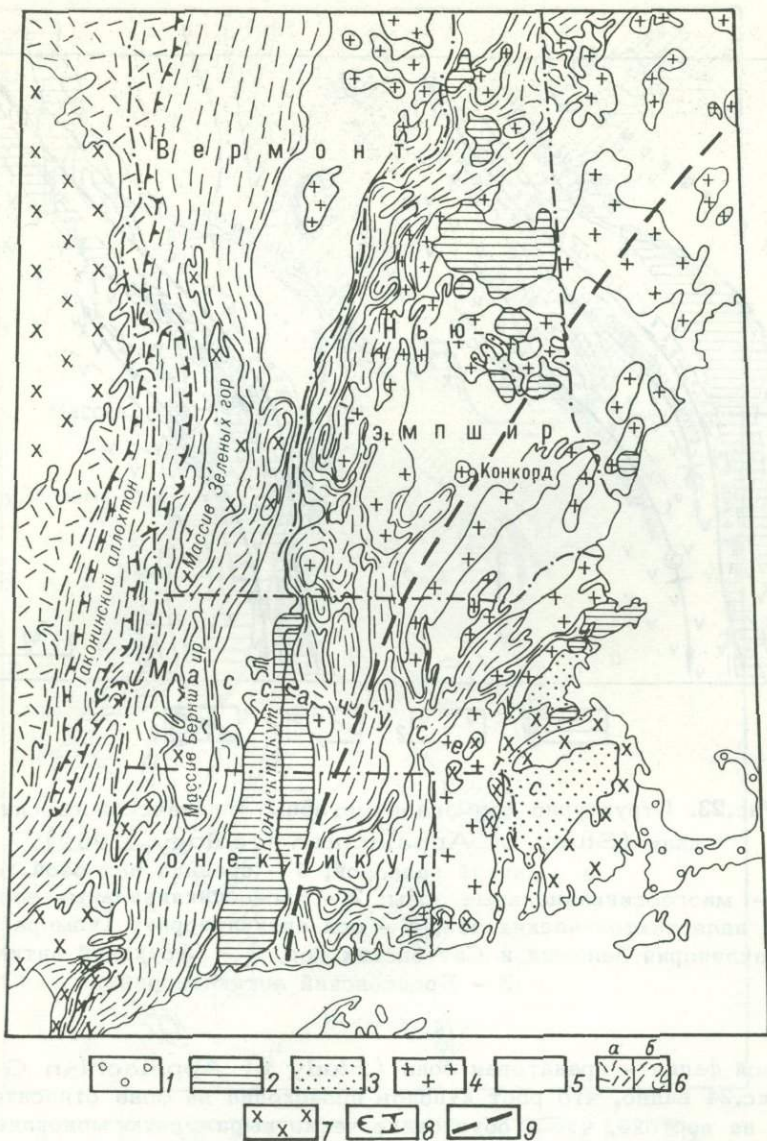 Вермонт
Нью-
Гэмпшир
Конкорд
Массив Зеленых гор
Таконинский аллохтон
Массачусетс
Массив Беркшир
Коннектикут
Конектикут
а б
1 2 3 4 5 6
7 8 9